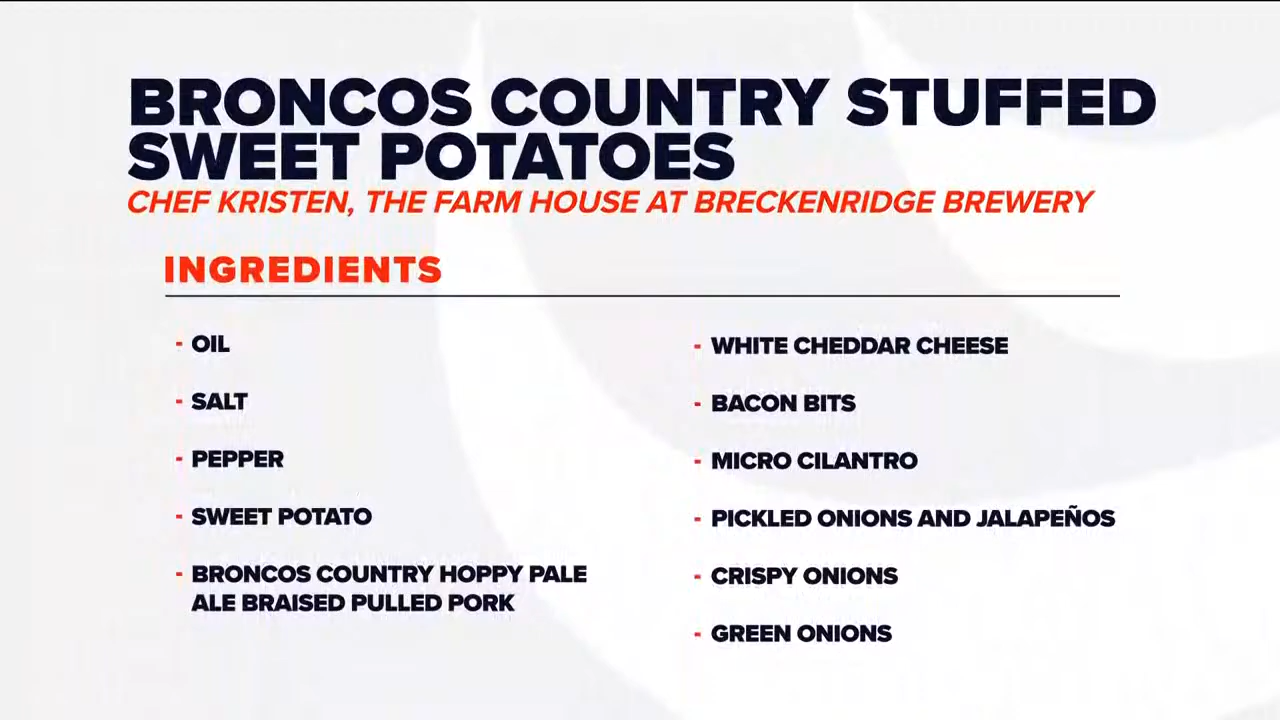 BRONCOS COUNTRY STUFFED
SWEET POTATOES
CHEF KRISTEN, THE FARM HOUSE AT BRECKENRIDGE BREWERY
INGREDIENTS
- OIL
- SALT
- PEPPER
- SWEET POTATO
- BRONCOS COUNTRY HOPPY PALE
ALE BRAISED PULLED PORK
- WHITE CHEDDAR CHEESE
- BACON BITS
- MICRO CILANTRO
- PICKLED ONIONS AND JALAPEÑOS
- CRISPY ONIONS
- GREEN ONIONS